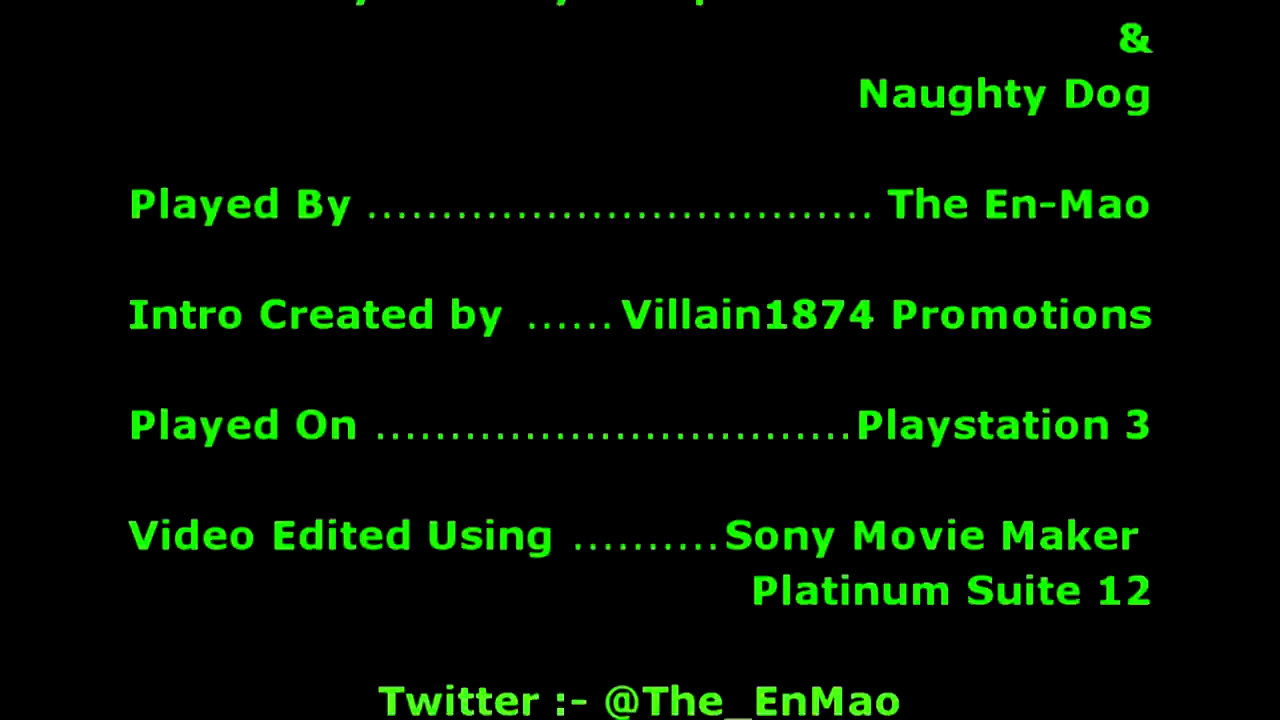 &
Naughty Dog
Played By .................................. The En-Mao
Intro Created by ......Villain1874 Promotions
Played On ................................Playstation 3
Video Edited Using ..........Sony Movie Maker
Platinum Suite 12
Twitter :- @The_EnMao